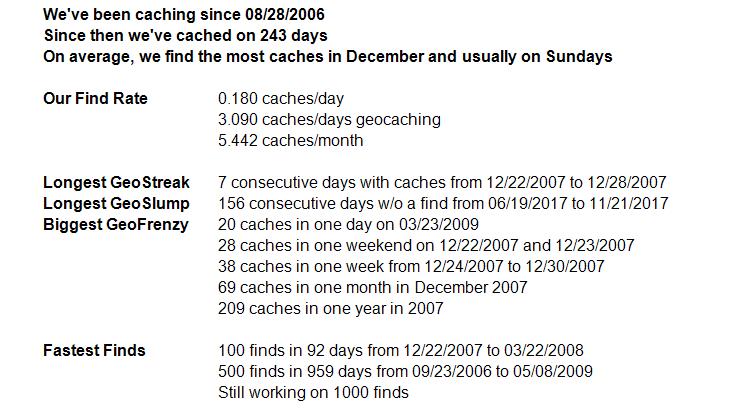 We've been caching since 08/28/2006
Since then we've cached on 243 days
On average, we find the most caches in December and usually on Sundays
Our Find Rate 0.180 caches/day
3.090 caches/days geocaching
5.442 caches/month
Longest GeoStreak 7 consecutive days with caches from 12/22/2007 to 12/28/2007
Longest GeoSlump 156 consecutive days w/o a find from 06/19/2017 to 11/21/2017
Biggest GeoFrenzy 20 caches in one day on 03/23/2009
28 caches in one weekend on 12/22/2007 and 12/23/2007
38 caches in one week from 12/24/2007 to 12/30/2007
69 caches in one month in December 2007
209 caches in one year in 2007
Fastest Finds 100 finds in 92 days from 12/22/2007 to 03/22/2008
500 finds in 959 days from 09/23/2006 to 05/08/2009
Still working on 1000 finds